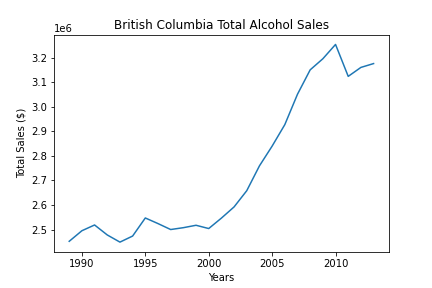 British Columbia Total Alcohol Sales
1e6
3.2
3.1
3.0
2.9
2.8
2.7
2.6
2.5
Total Sales ($)
1990 1995 2000 2005 2010
Years